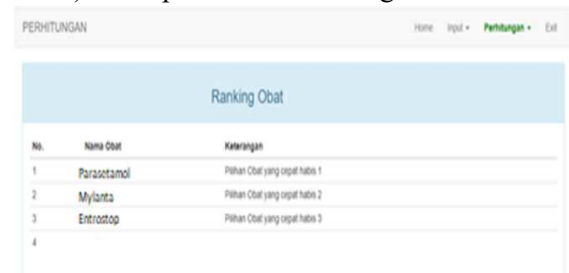 PERHITUNGAN Home Input Perhitungan Exit
Ranking Obat
No. Nama Obat Keterangan
1 Parasetamol Pilihan Obat yang cepat habis 1
2 Mylanta Pilihan Obat yang cepat habis 2
3 Entrostop Pilihan Obat yang cepat habis 3
4